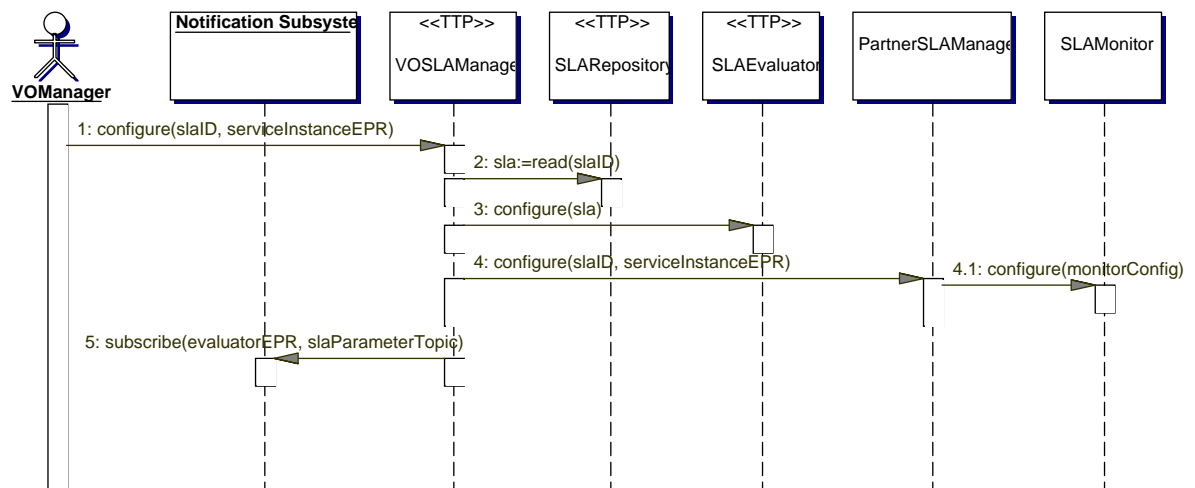 Notification Subsyste
<<TTP>>
<<TTP>>
<<TTP>>
VOSLAManage
SLARepository
SLAEvaluator
PartnerSLAManage
SLAMonitor
VOManager
1: configure(slaID, serviceInstanceEPR)
2: sla:=read(slaID)
3: configure(sla)
4: configure(slaID, serviceInstanceEPR)
4.1: configure(monitorConfig)
5: subscribe(evaluatorEPR, slaParameterTopic)